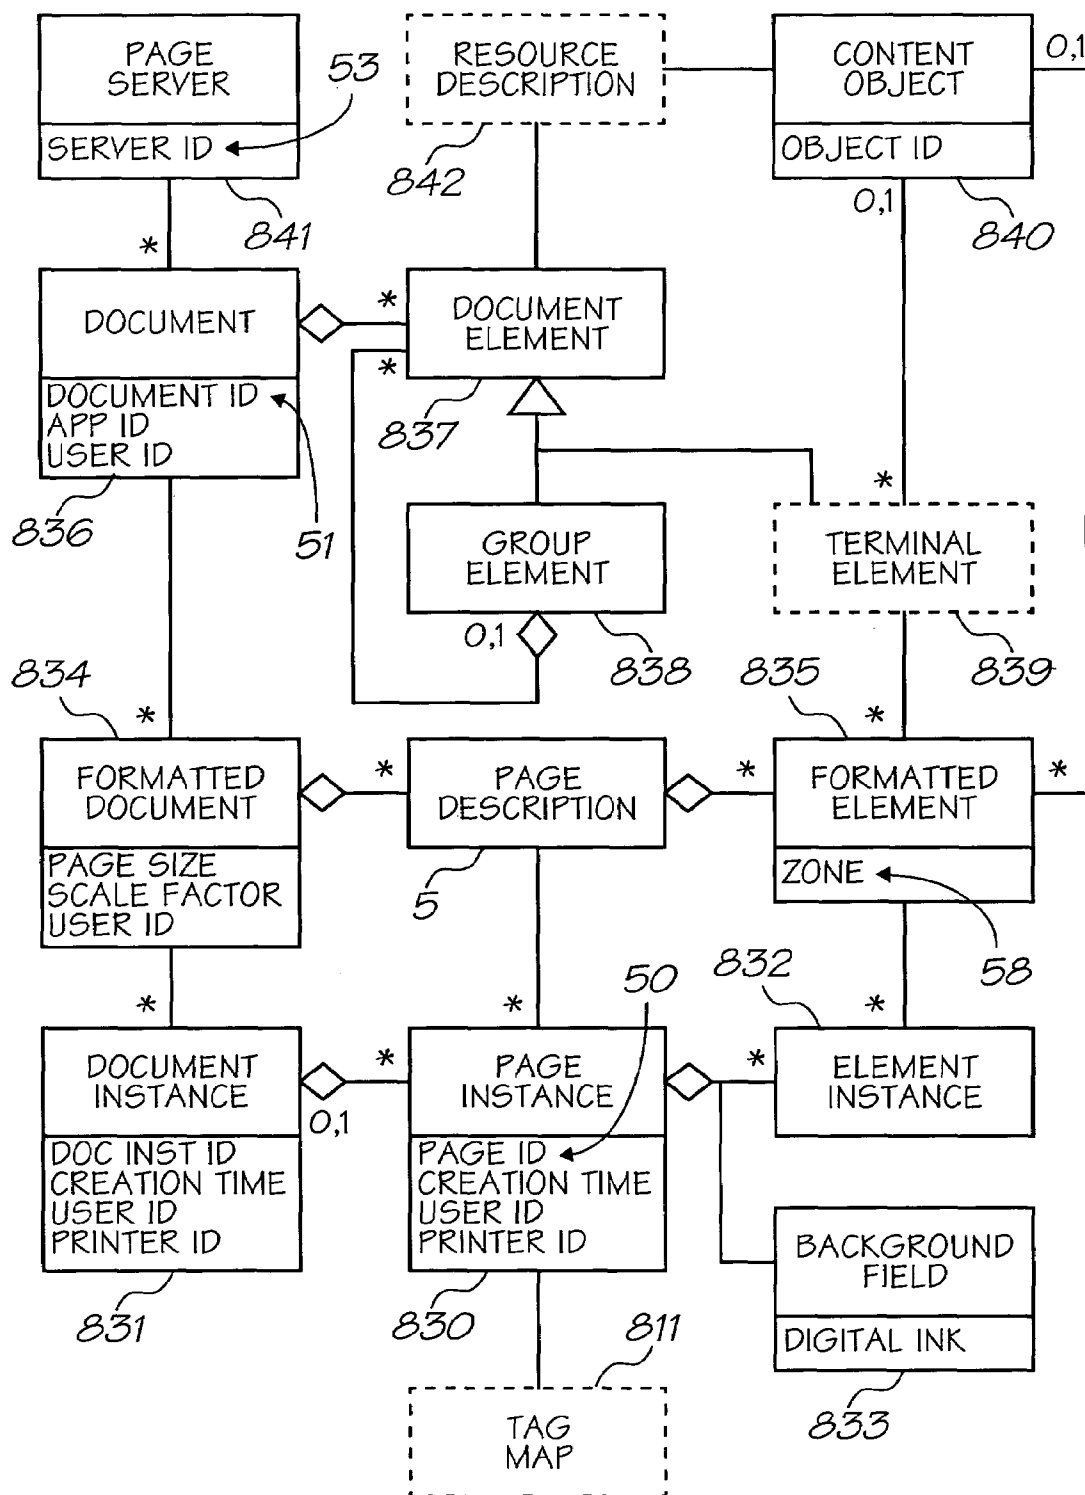 PAGE
SERVER
53
SERVER ID
841
RESOURCE
DESCRIPTION
842
CONTENT
OBJECT
0,1
OBJECT ID
0,1
840
*
DOCUMENT
DOCUMENT ID
APP ID
USER ID
836
51
*
DOCUMENT
ELEMENT
*
837
GROUP
ELEMENT
0,1
838
*
TERMINAL
ELEMENT
839
834
*
FORMATTED
DOCUMENT
PAGE SIZE
SCALE FACTOR
USER ID
*
PAGE
DESCRIPTION
5
835
*
*
FORMATTED
ELEMENT
*
ZONE
58
*
DOCUMENT
INSTANCE
0,1
DOC INST ID
CREATION TIME
USER ID
PRINTER ID
831
50
*
*
PAGE
INSTANCE
PAGE ID
CREATION TIME
USER ID
PRINTER ID
830
832
*
*
ELEMENT
INSTANCE
BACKGROUND
FIELD
DIGITAL INK
833
811
TAG
MAP